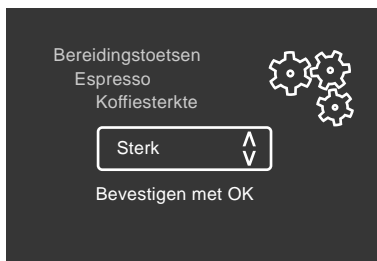 Bereidingstoetsen
Espresso
Koffiesterkte
Sterk
Bevestigen met OK